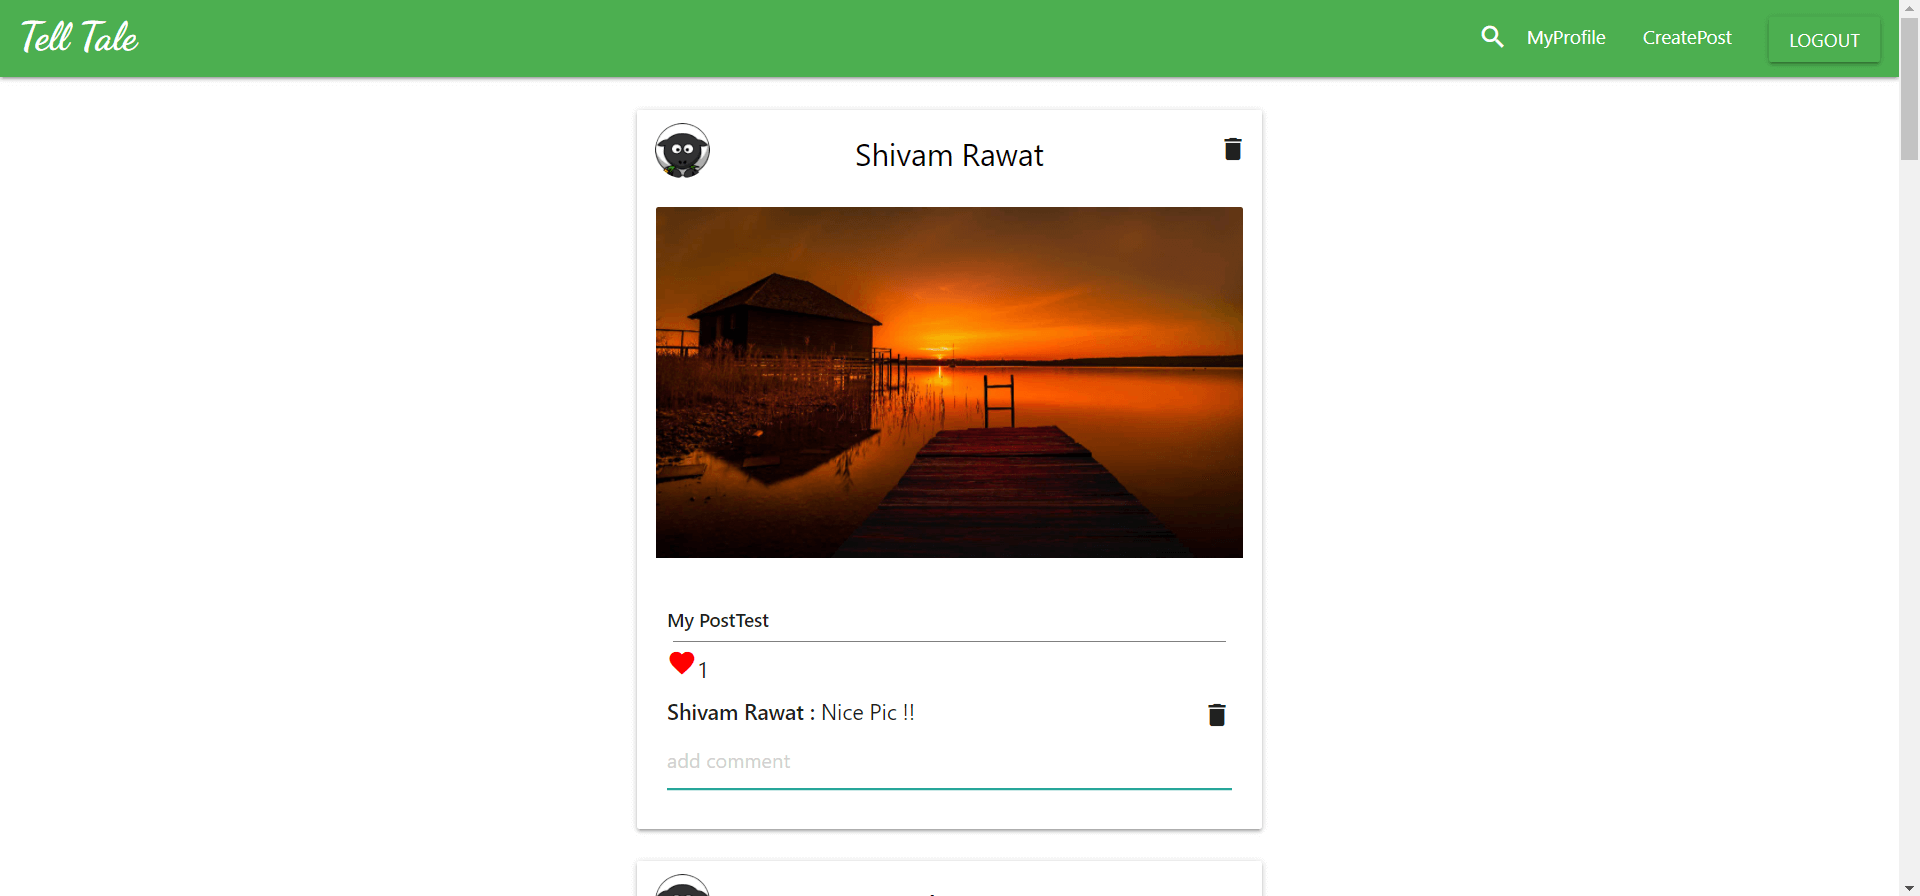 Tell Tale
MyProfile CreatePost LOGOUT
Shivam Rawat
My PostTest
1
Shivam Rawat : Nice Pic !!
add comment